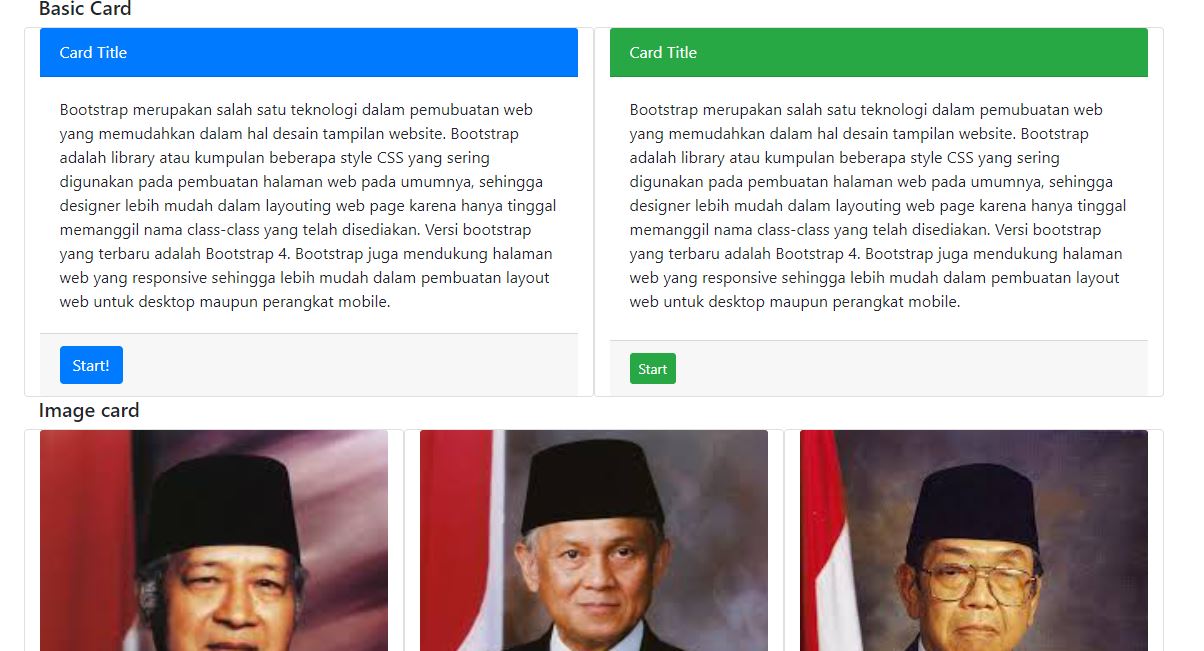 Basic Card
Card Title
Bootstrap merupakan salah satu teknologi dalam pemubuatan web
yang memudahkan dalam hal desain tampilan website. Bootstrap
adalah library atau kumpulan beberapa style CSS yang sering
digunakan pada pembuatan halaman web pada umumnya, sehingga
designer lebih mudah dalam layouting web page karena hanya tinggal
memanggil nama class-class yang telah disediakan. Versi bootstrap
yang terbaru adalah Bootstrap 4. Bootstrap juga mendukung halaman
web yang responsive sehingga lebih mudah dalam pembuatan layout
web untuk desktop maupun perangkat mobile.
Start!
Card Title
Bootstrap merupakan salah satu teknologi dalam pemubuatan web
yang memudahkan dalam hal desain tampilan website. Bootstrap
adalah library atau kumpulan beberapa style CSS yang sering
digunakan pada pembuatan halaman web pada umumnya, sehingga
designer lebih mudah dalam layouting web page karena hanya tinggal
memanggil nama class-class yang telah disediakan. Versi bootstrap
yang terbaru adalah Bootstrap 4. Bootstrap juga mendukung halaman
web yang responsive sehingga lebih mudah dalam pembuatan layout
web untuk desktop maupun perangkat mobile.
Start
Image card